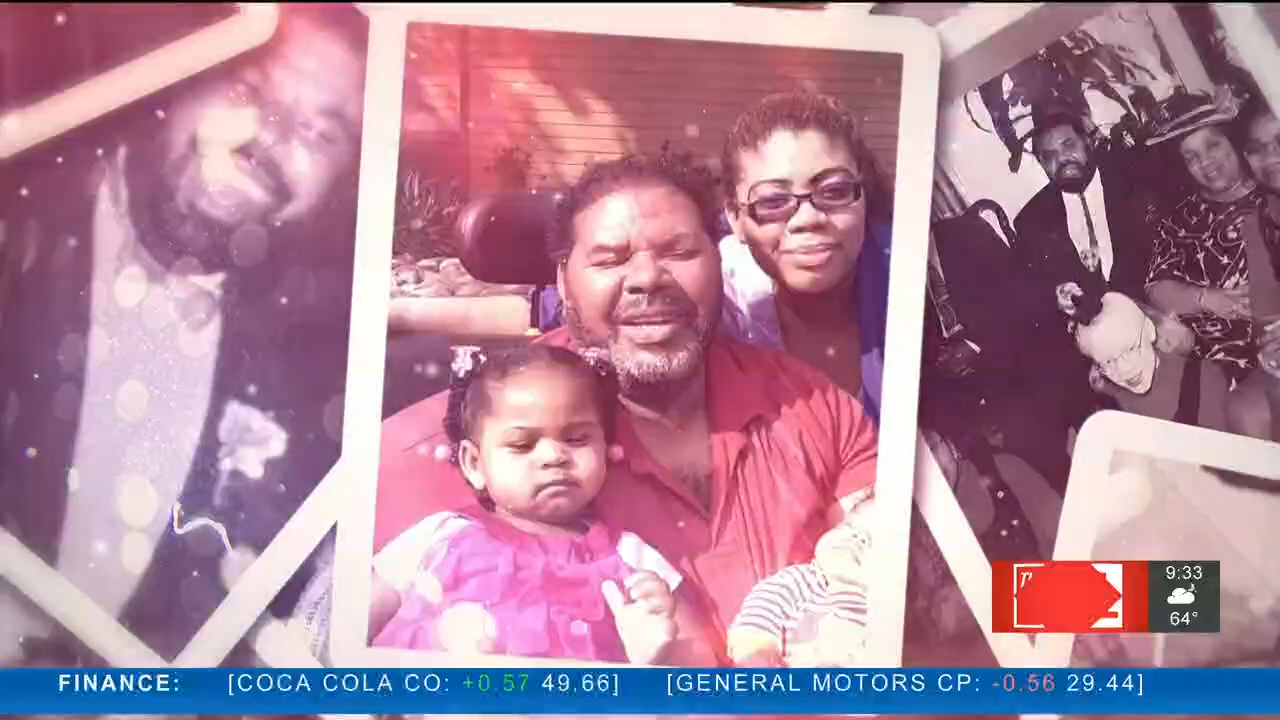 9:33
64°
FINANCE: [COCA COLA CO: +0.57 49.66] [GENERAL MOTORS CP: -0.56 29.44]